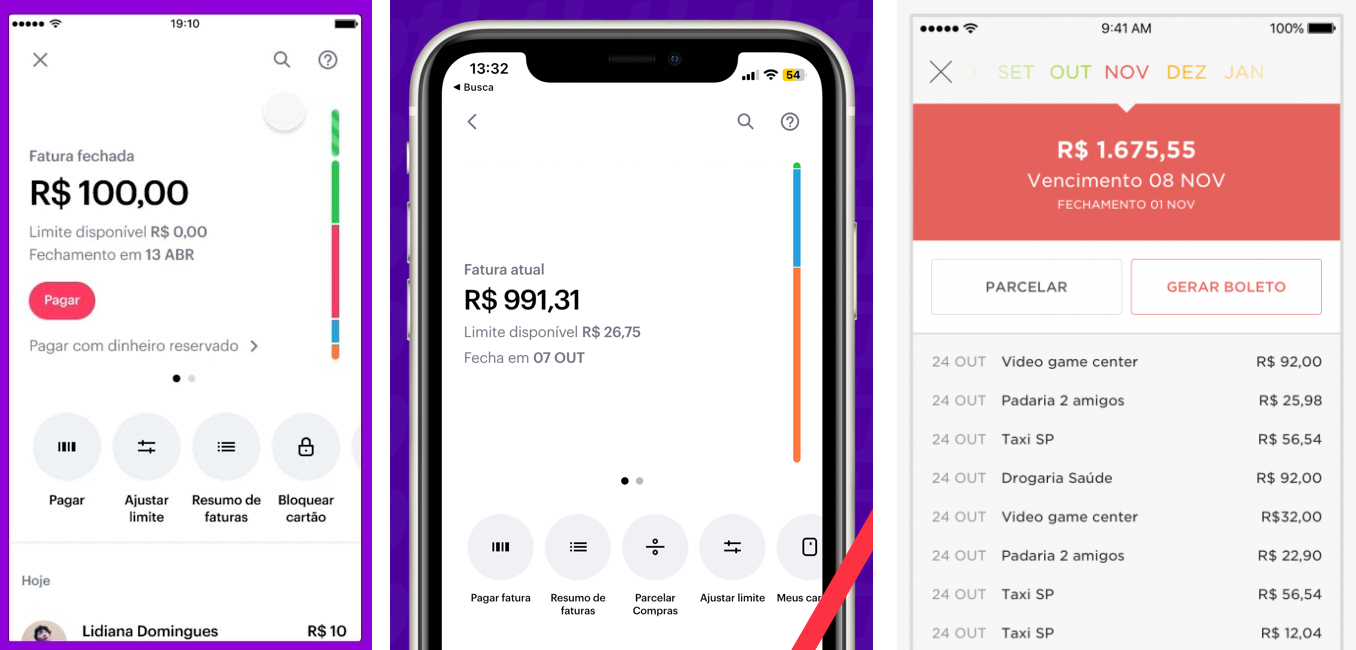 19:10
Fatura fechada
R$ 100,00
Limite disponível R$ 0,00
Fechamento em 13 ABR
Pagar
Pagar com dinheiro reservado
Pagar
Ajustar limite
Resumo de faturas
Bloquear cartão
Hoje
Lidiana Domingues R$ 10
13:32
54
Busca
Fatura atual
R$ 991,31
Limite disponível R$ 26,75
Fecha em 07 OUT
Pagar fatura
Resumo de faturas
Parcelar Compras
Ajustar limite
Meus car
9:41 AM 100%
O SET OUT NOV DEZ JAN
R$ 1.675,55
Vencimento 08 NOV
FECHAMENTO 01 NOV
PARCELAR GERAR BOLETO
24 OUT Video game center R$ 92,00
24 OUT Padaria 2 amigos R$ 25,98
24 OUT Taxi SP R$ 56,54
24 OUT Drogaria Saúde R$ 92,00
24 OUT Video game center R$32,00
24 OUT Padaria 2 amigos R$ 22,90
24 OUT Taxi SP R$ 56,54
24 OUT Taxi SP R$ 12,04